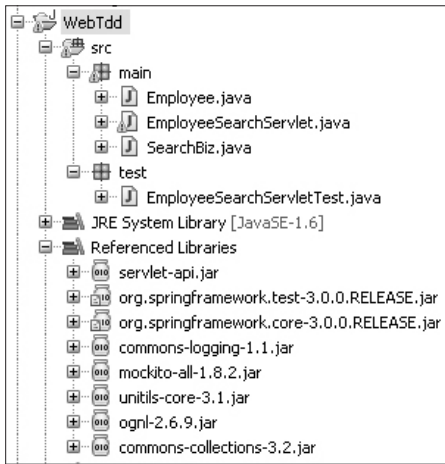 WebTdd
src
main
Employee.java
EmployeeSearchServlet.java
SearchBiz.java
test
EmployeeSearchServletTest.java
JRE System Library [JavaSE-1.6]
Referenced Libraries
servlet-api.jar
org.springframework.test-3.0.0.RELEASE.jar
org.springframework.core-3.0.0.RELEASE.jar
commons-logging-1.1.jar
mockito-all-1.8.2.jar
unitils-core-3.1.jar
ognl-2.6.9.jar
commons-collections-3.2.jar